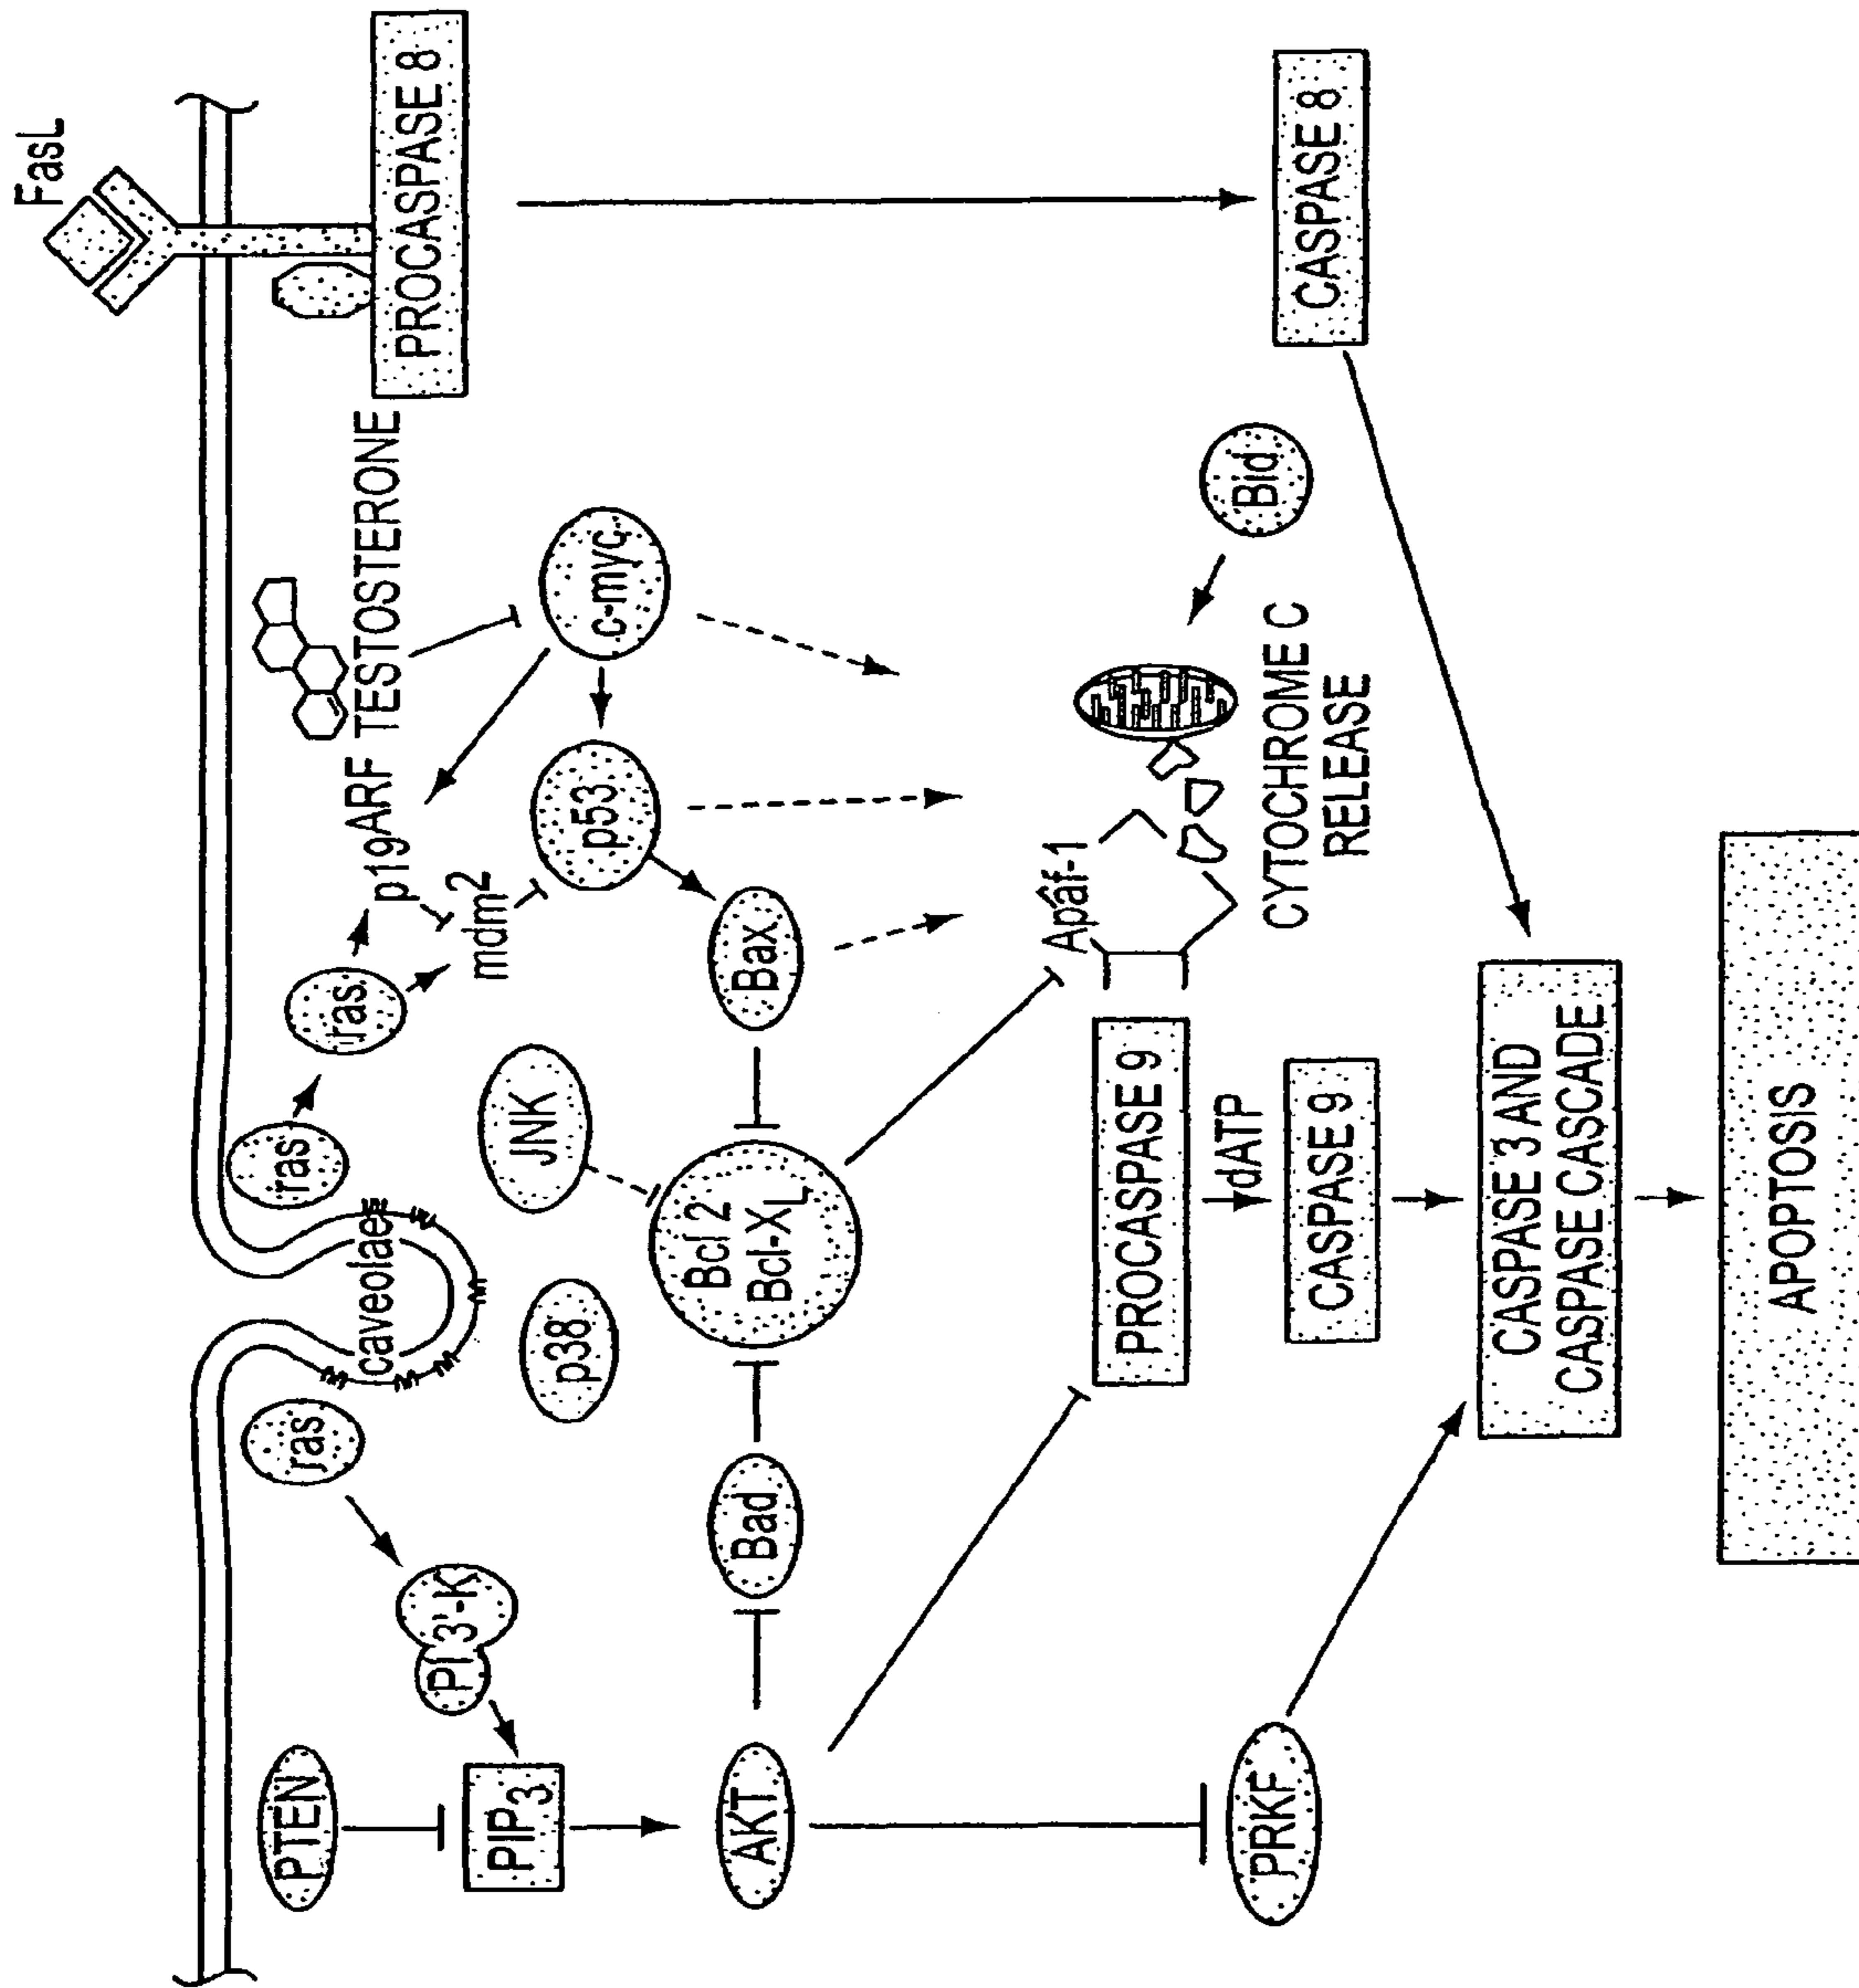 FasL
caveolae
ras
ras
ras
PTEN
PI 3'-K
PIP3
p19ARF
TESTOSTERONE
PROCASPASE 8
mdm2
JNK
p38
c-myc
p53
AKT
Bad
Bcl 2
Bcl-XL
Bax
Apaf-1
PROCASPASE 9
dATP
CASPASE 9
CYTOCHROME C
RELEASE
Bid
CASPASE 8
PRKF
CASPASE 3 AND
CASPASE CASCADE
APOPTOSIS